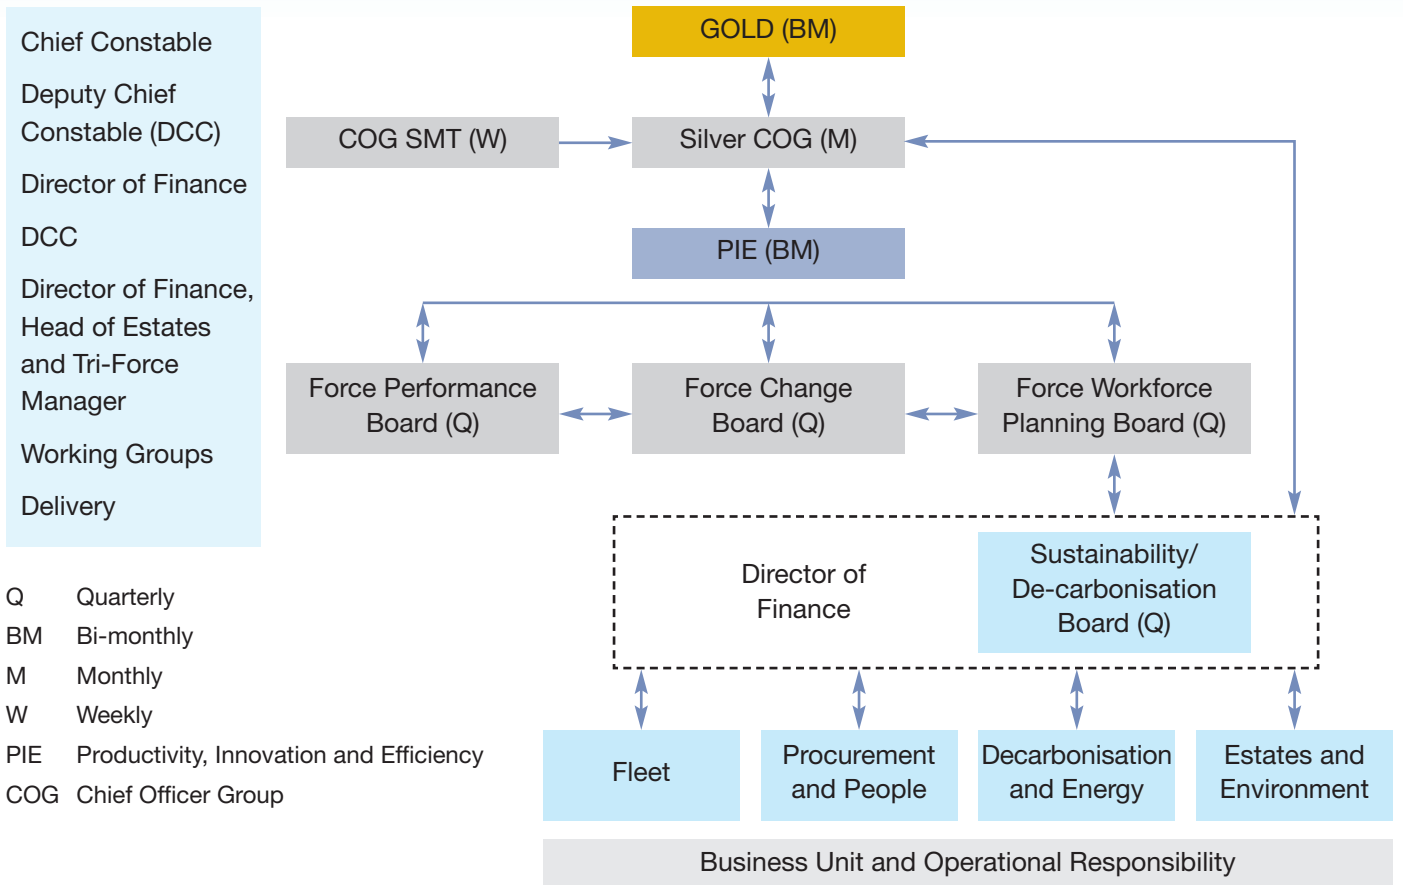 Chief Constable
Deputy Chief
Constable (DCC)
Director of Finance
DCC
Director of Finance,
Head of Estates
and Tri-Force
Manager
Working Groups
Delivery
Q Quarterly
BM Bi-monthly
M Monthly
W Weekly
PIE Productivity, Innovation and Efficiency
COG Chief Officer Group
GOLD (BM)
COG SMT (W)
Silver COG (M)
PIE (BM)
Force Performance
Board (Q)
Force Change
Board (Q)
Force Workforce
Planning Board (Q)
Director of
Finance
Sustainability/
De-carbonisation
Board (Q)
Fleet
Procurement
and People
Decarbonisation
and Energy
Estates and
Environment
Business Unit and Operational Responsibility